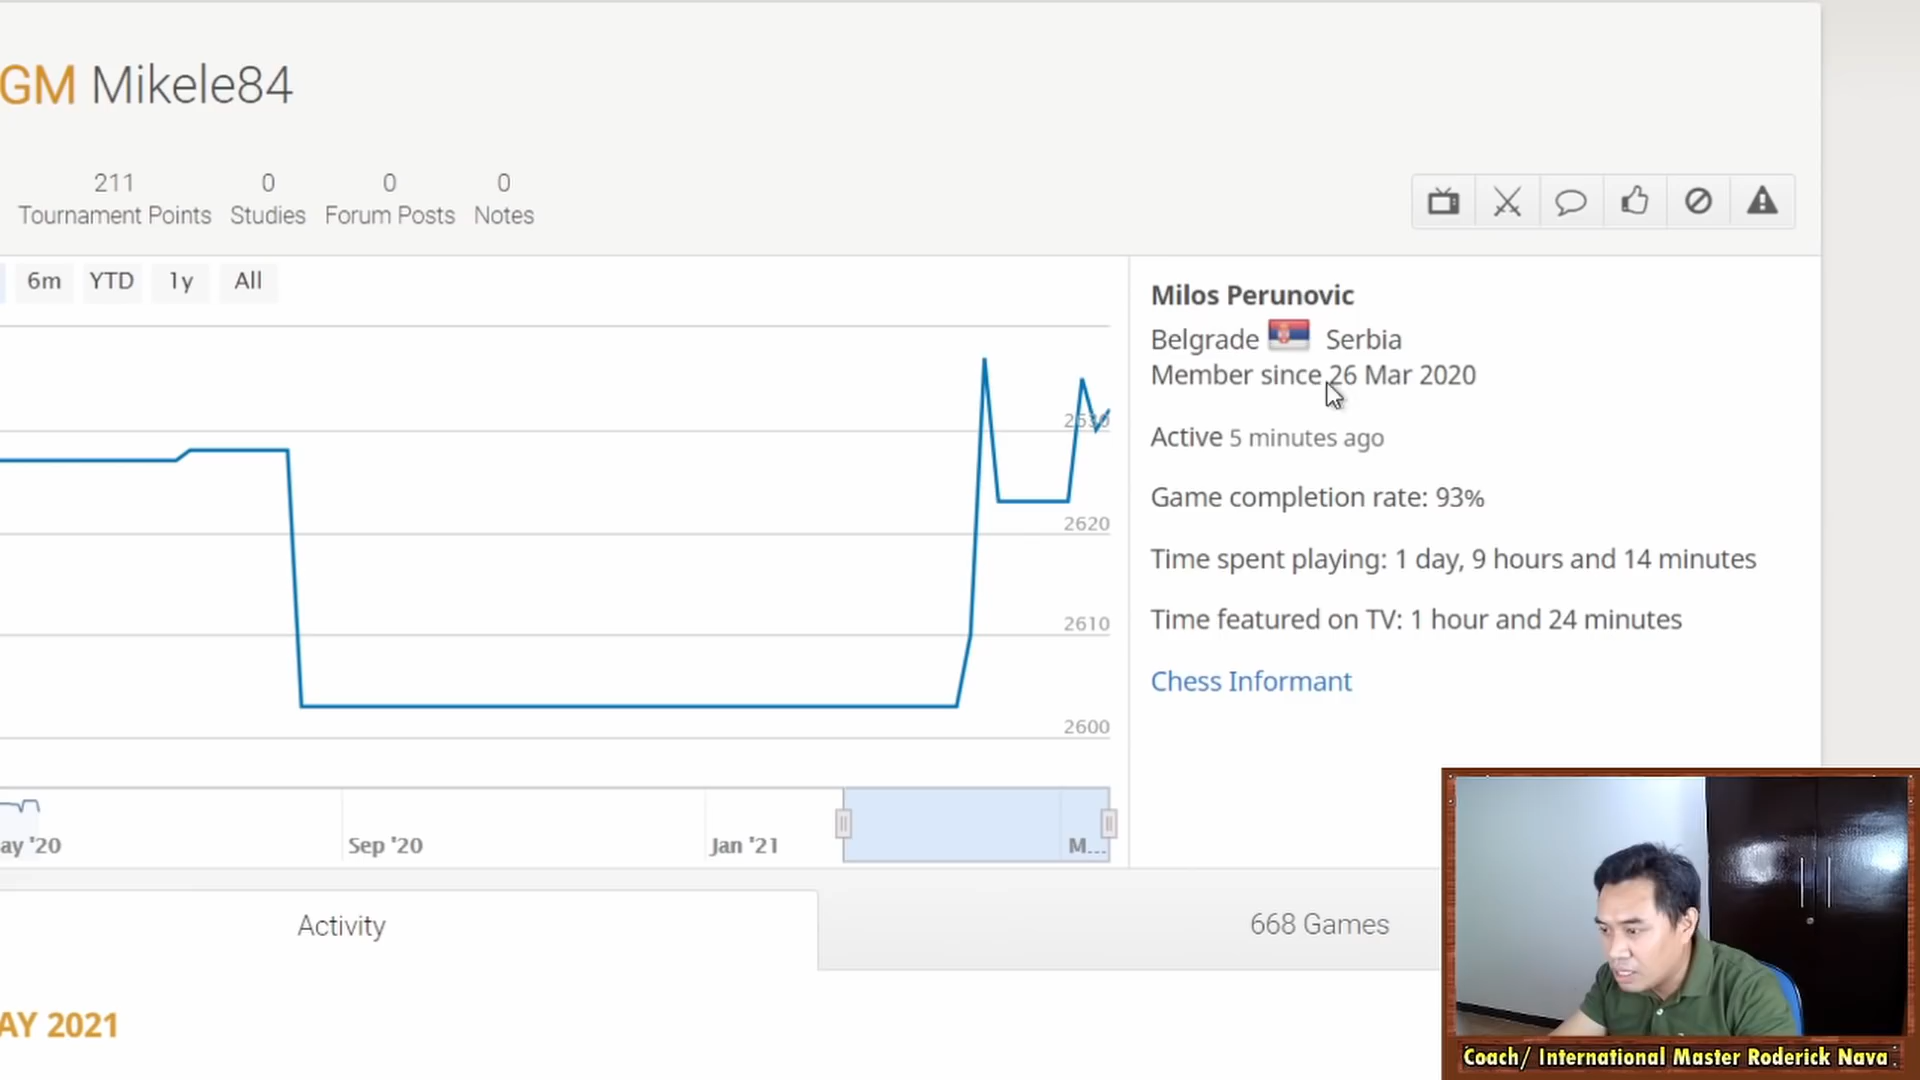 GM Mikele84
211 0 0 0
Tournament Points Studies Forum Posts Notes
6m YTD 1y All
Milos Perunovic
Belgrade Serbia
Member since 26 Mar 2020
Active 5 minutes ago
Game completion rate: 93%
Time spent playing: 1 day, 9 hours and 14 minutes
Time featured on TV: 1 hour and 24 minutes
Chess Informant
2630
2620
2610
2600
ay '20 Sep '20 Jan '21 M...
Activity 668 Games
AY 2021
Coach/ International Master Roderick Nava